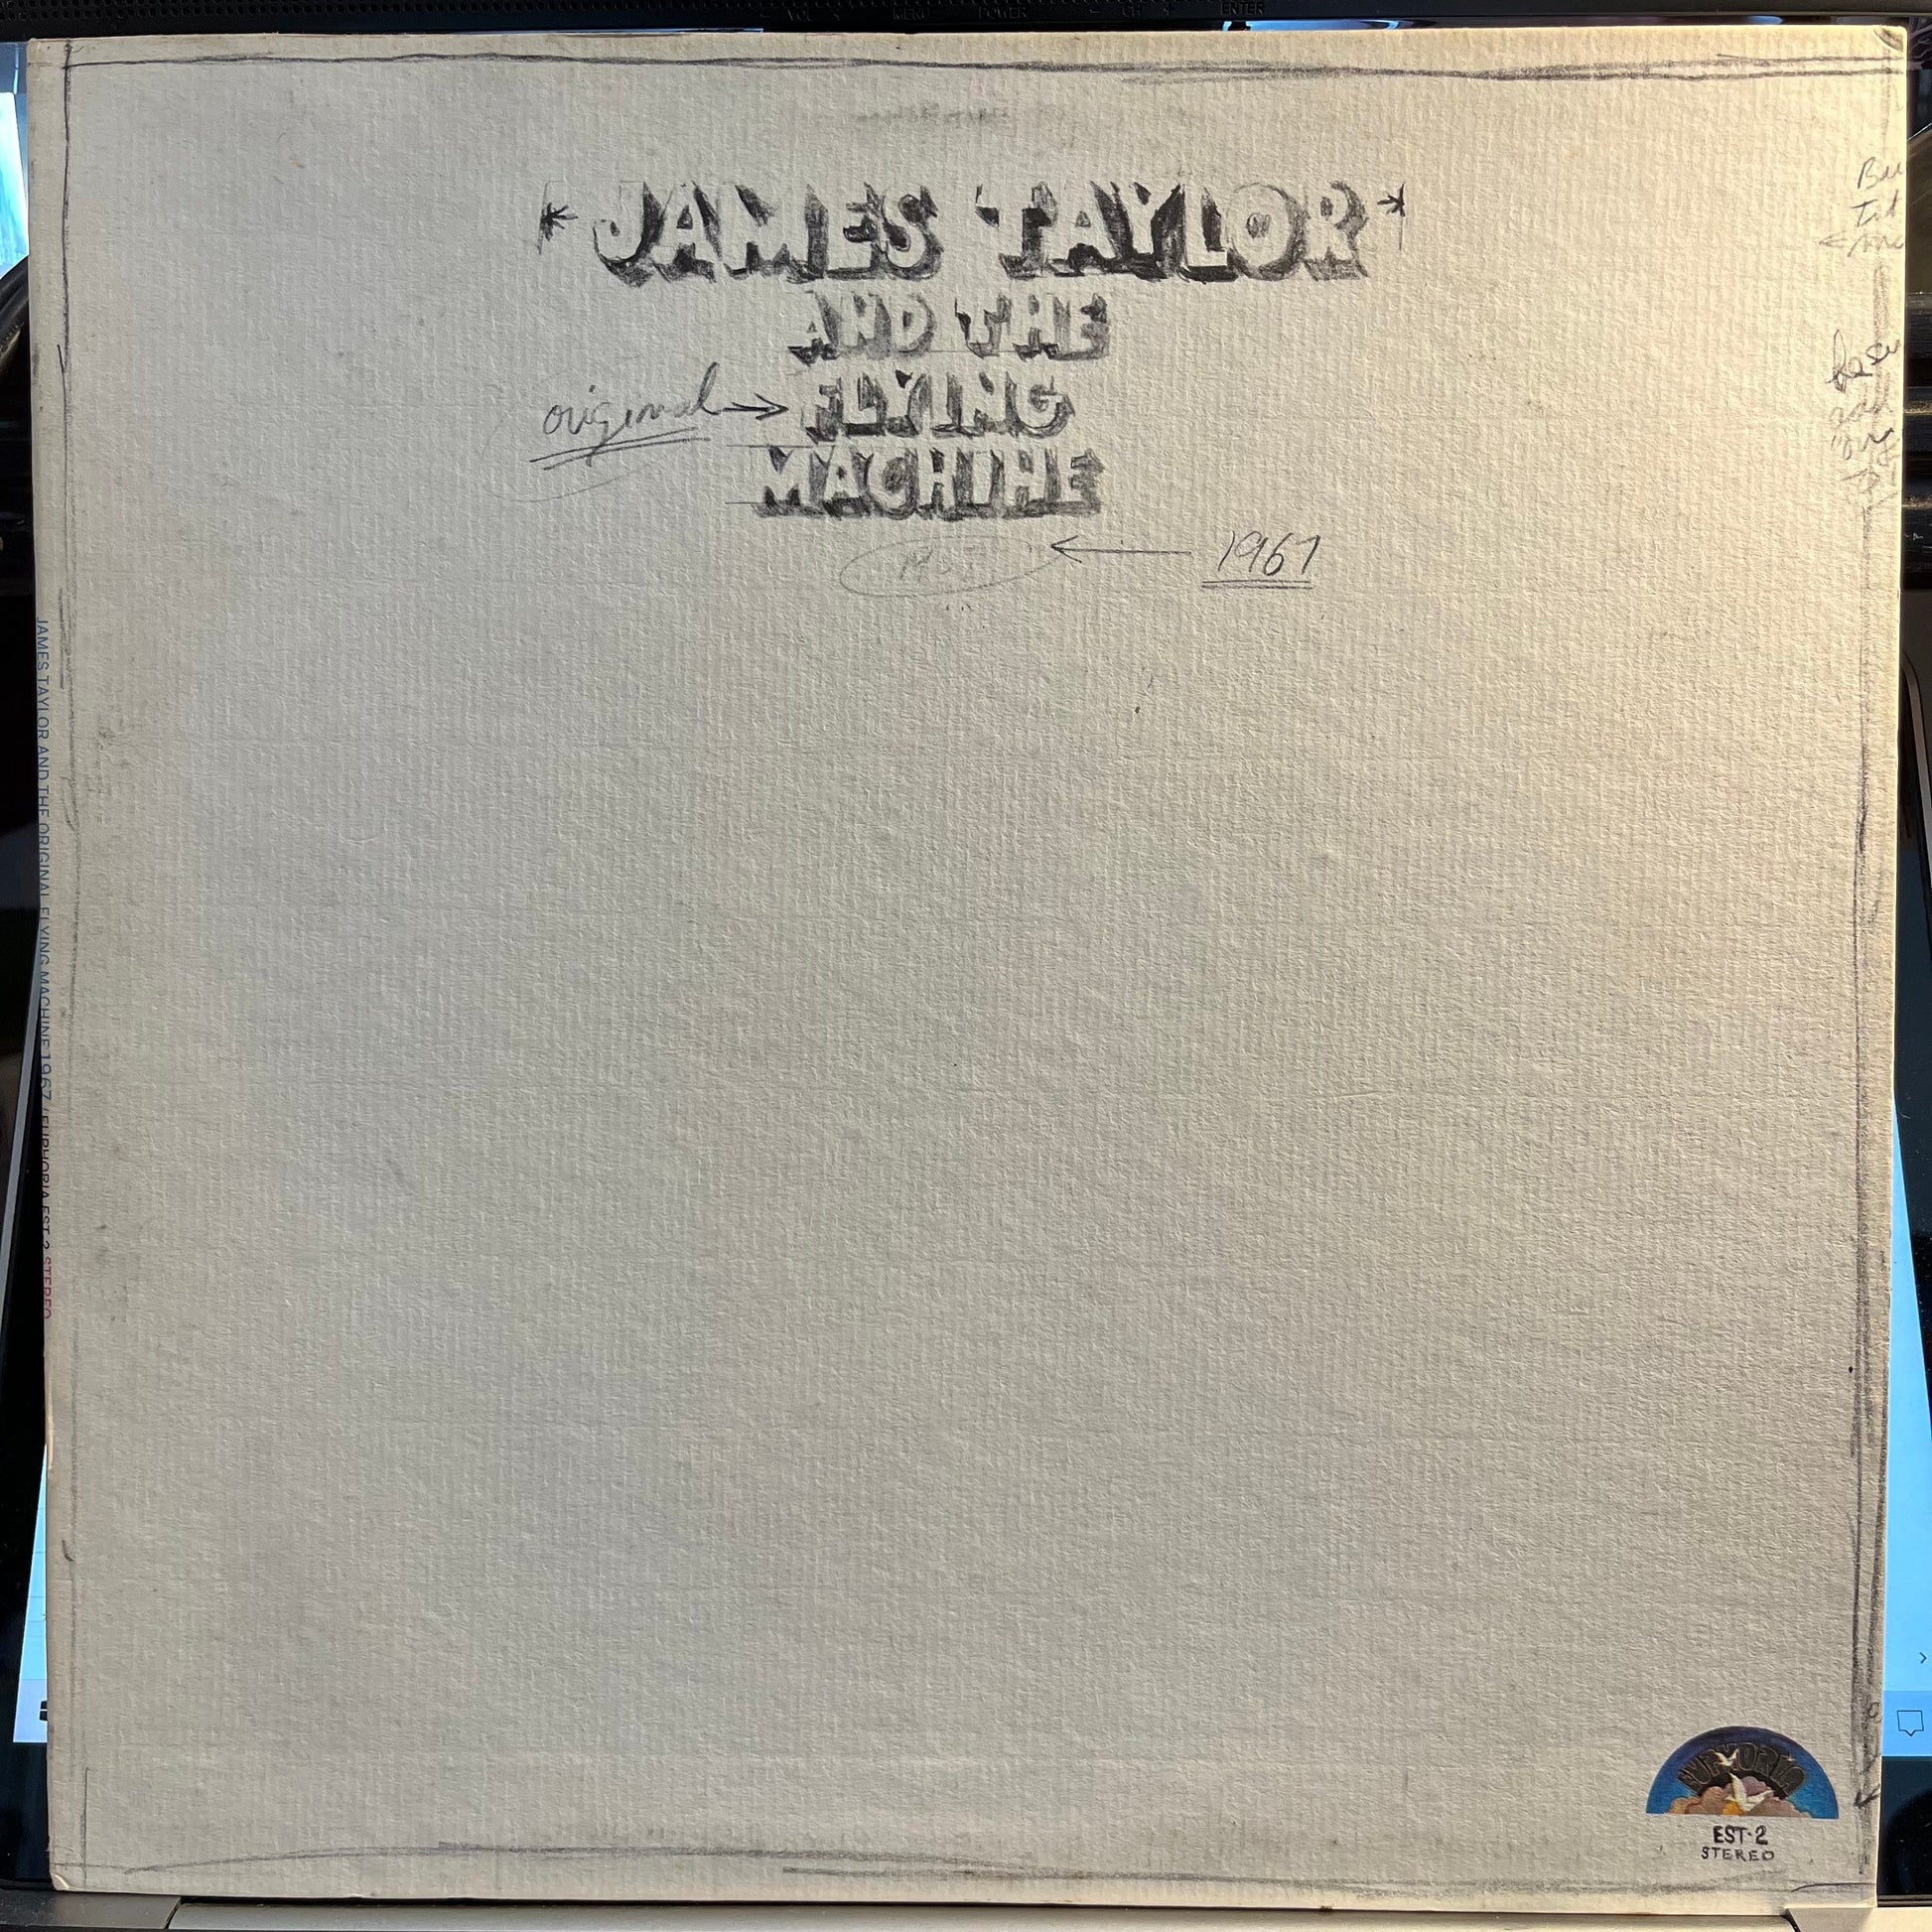 VOL MENU POWER - CH + ENTER
*JAMES TAYLOR*
AND THE
original → FLYING
MACHINE
← 1967
JAMES TAYLOR AND THE ORIGINAL FLYING MACHINE 1967 / EUPHORIA EST-2 STEREO
EUPHORIA
EST-2
STEREO